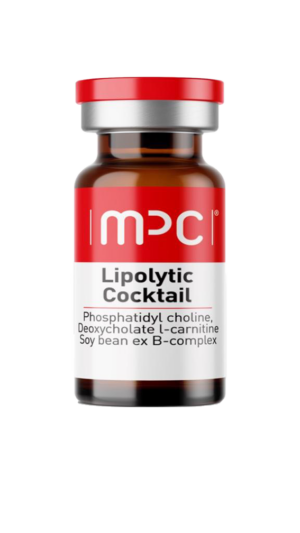 mpc®
Lipolytic
Cocktail
Phosphatidyl choline,
Deoxycholate l-carnitine
Soy bean ex B-complex